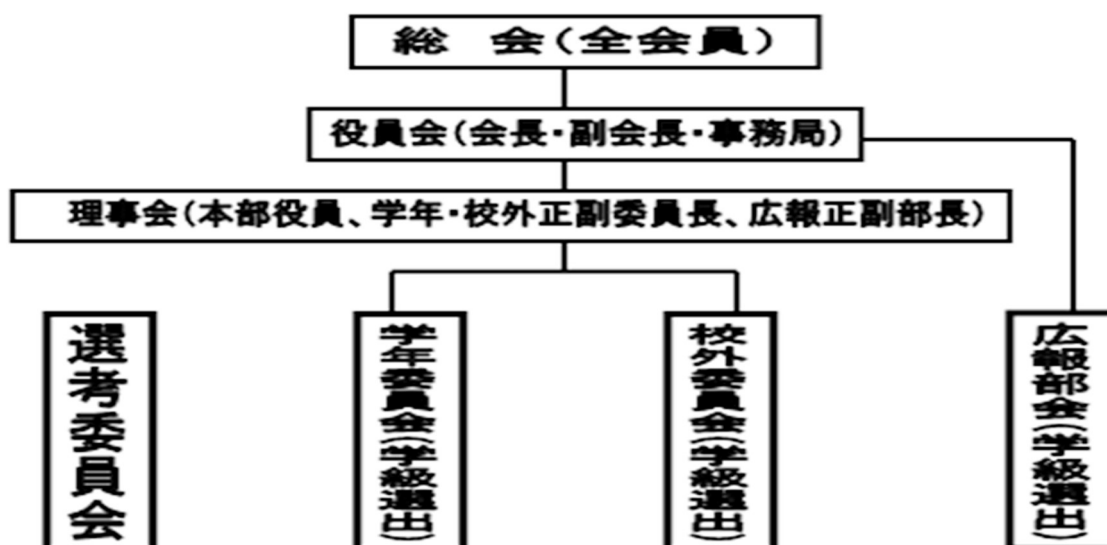 総　会(全会員)
役員会(会長・副会長・事務局)
理事会(本部役員、学年・校外正副委員長、広報正副部長)
選考委員会
学年委員会(学級選出)
校外委員会(学級選出)
広報部会(学級選出)